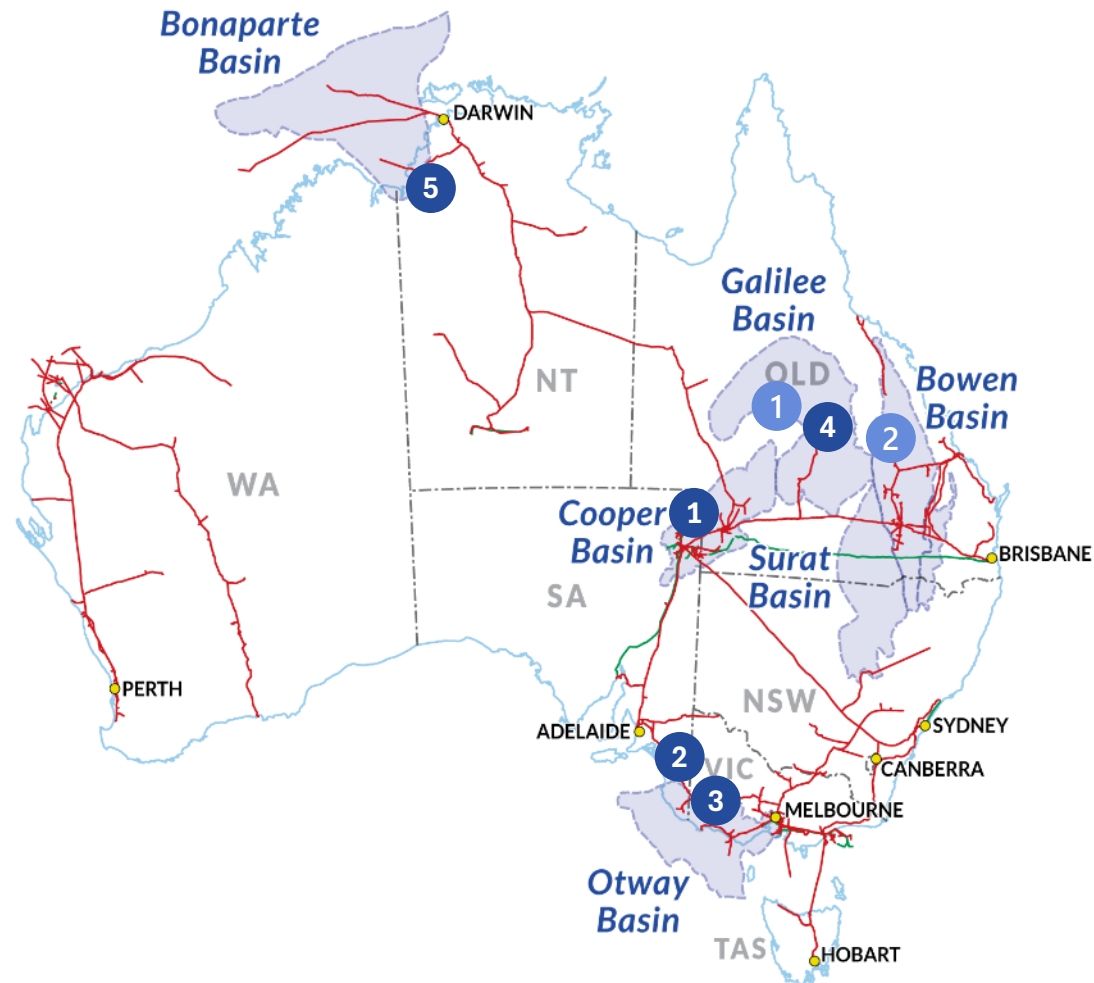 Bonaparte
Basin
DARWIN
5
Galilee
Basin
QLD
Bowen
Basin
NT
1
4
2
WA
Cooper
Basin
1
Surat
Basin
BRISBANE
SA
PERTH
NSW
ADELAIDE
SYDNEY
2
VIC
CANBERRA
3
MELBOURNE
Otway
Basin
TAS
HOBART